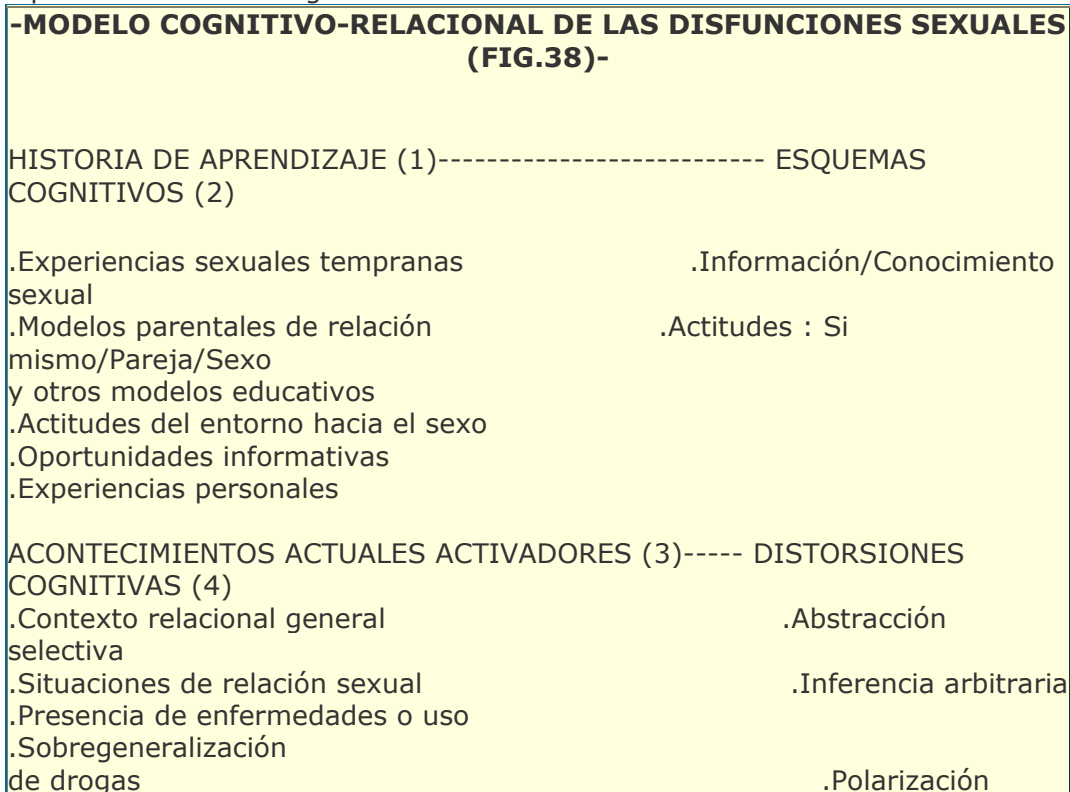 -MODELO COGNITIVO-RELACIONAL DE LAS DISFUNCIONES SEXUALES
(FIG.38)-
HISTORIA DE APRENDIZAJE (1)--------------------------- ESQUEMAS
COGNITIVOS (2)
.Experiencias sexuales tempranas .Información/Conocimiento
sexual
.Modelos parentales de relación .Actitudes : Si
mismo/Pareja/Sexo
y otros modelos educativos
.Actitudes del entorno hacia el sexo
.Oportunidades informativas
.Experiencias personales
ACONTECIMIENTOS ACTUALES ACTIVADORES (3)----- DISTORSIONES
COGNITIVAS (4)
.Contexto relacional general .Abstracción
selectiva
.Situaciones de relación sexual .Inferencia arbitraria
.Presencia de enfermedades o uso
.Sobregeneralización
de drogas .Polarización